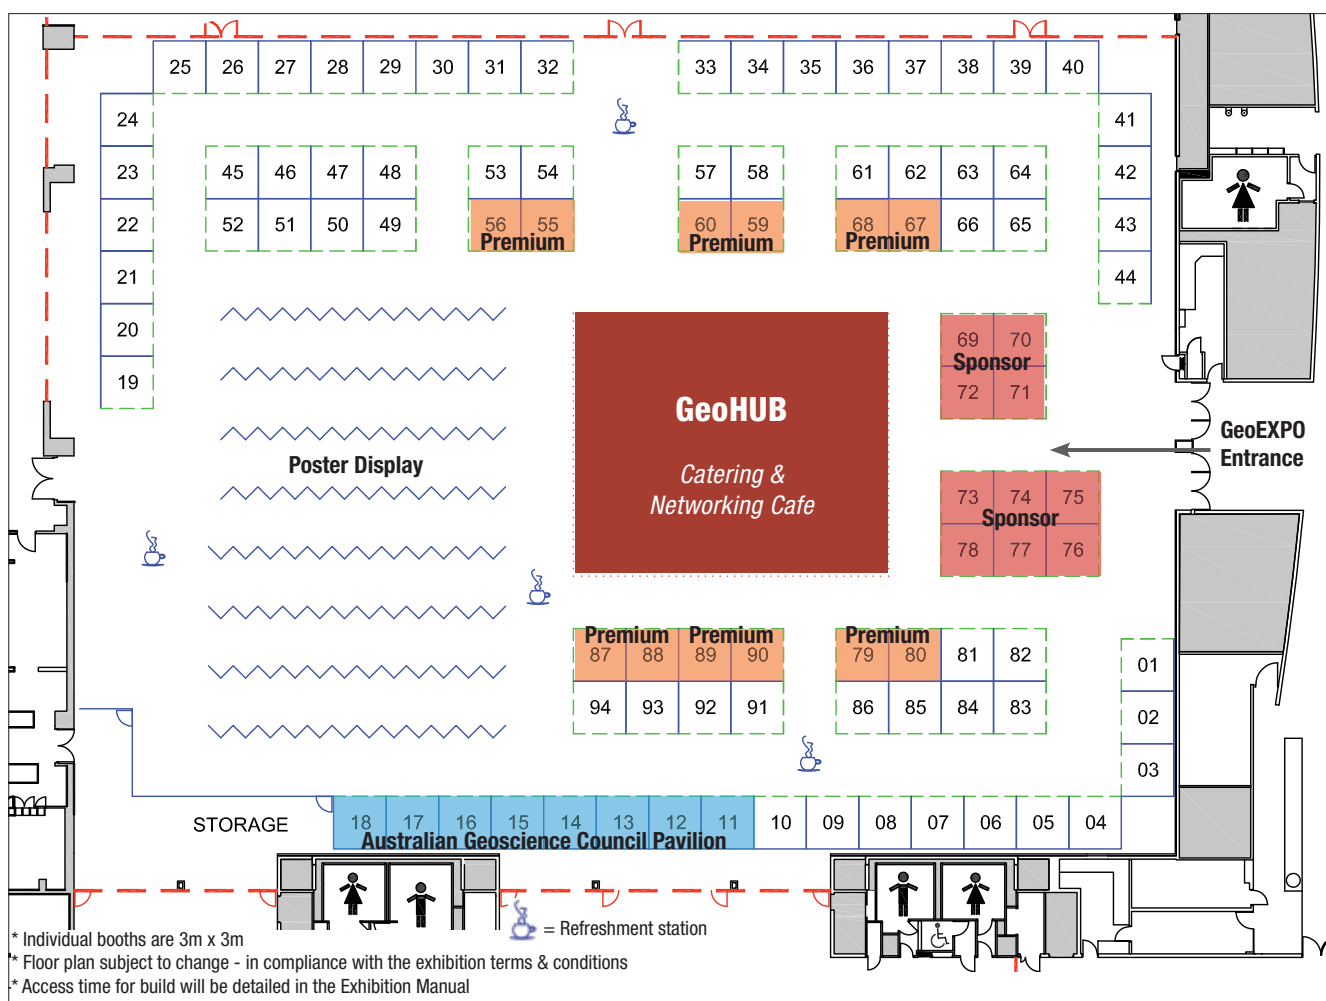 25 26 27 28 29 30 31 32 33 34 35 36 37 38 39 40
24 41
23 45 46 47 48 53 54 57 58 61 62 63 64 42
22 52 51 50 49 56 55 60 59 68 67 66 65 43
Premium Premium Premium
21 44
20 69 70
Sponsor
19 72 71
GeoHUB
GeoEXPO
Entrance
Poster Display
Catering &
Networking Cafe
73 74 75
Sponsor
78 77 76
Premium Premium Premium
87 88 89 90 79 80 81 82 01
94 93 92 91 86 85 84 83 02
03
STORAGE 18 17 16 15 14 13 12 11 10 09 08 07 06 05 04
Australian Geoscience Council Pavilion
= Refreshment station
* Individual booths are 3m x 3m
* Floor plan subject to change - in compliance with the exhibition terms & conditions
* Access time for build will be detailed in the Exhibition Manual